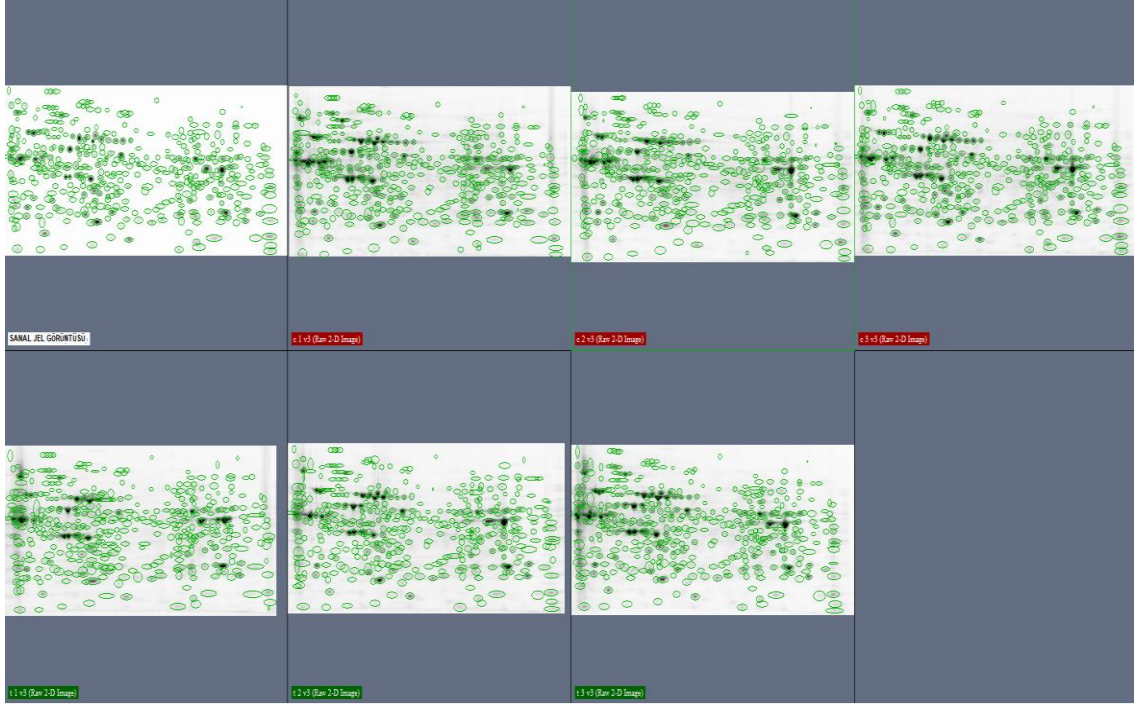 SANAL JEL GÖRÜNTÜSÜ
c 1 v3 (Raw 2-D Image)
c 2 v3 (Raw 2-D Image)
c 3 v3 (Raw 2-D Image)
t 1 v3 (Raw 2-D Image)
t 2 v3 (Raw 2-D Image)
t 3 v3 (Raw 2-D Image)